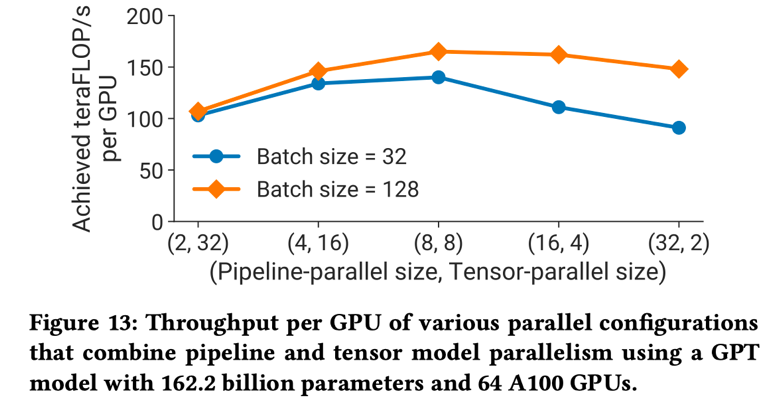 200
150
100
50
0
Achieved teraFLOP/s
per GPU
Batch size = 32
Batch size = 128
(2, 32) (4, 16) (8, 8) (16, 4) (32, 2)
(Pipeline-parallel size, Tensor-parallel size)
Figure 13: Throughput per GPU of various parallel configurations
that combine pipeline and tensor model parallelism using a GPT
model with 162.2 billion parameters and 64 A100 GPUs.